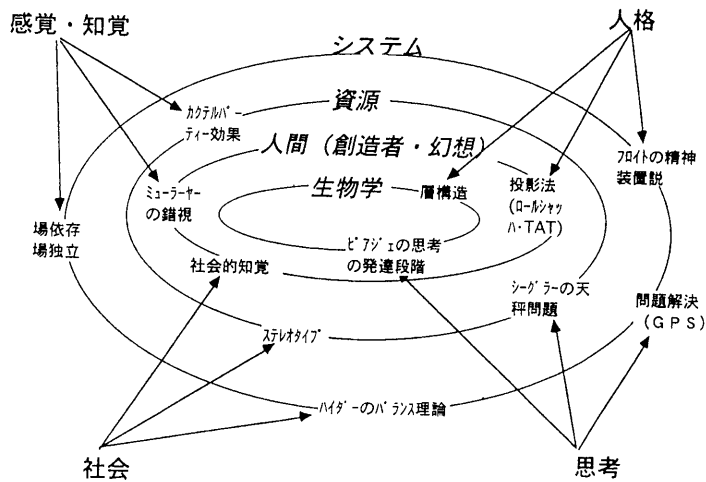 感覚・知覚
人格
システム
資源
ｶｸﾃﾙﾊﾟｰ
ﾃｨｰ効果
人間（創造者・幻想）
ﾌﾛｲﾄの精神
装置説
生物学
ﾐｭｰﾗｰﾔｰ
の錯視
層構造
投影法
(ﾛｰﾙｼｬｯ
ﾊ・TAT)
場依存
場独立
社会的知覚
ﾋﾟｱｼﾞｪの思考
の発達段階
ｼｰｸﾞﾗｰの天
秤問題
問題解決
（ＧＰＳ）
ｽﾃﾚｵﾀｲﾌﾟ
ﾊｲﾀﾞｰのﾊﾞﾗﾝｽ理論
社会
思考